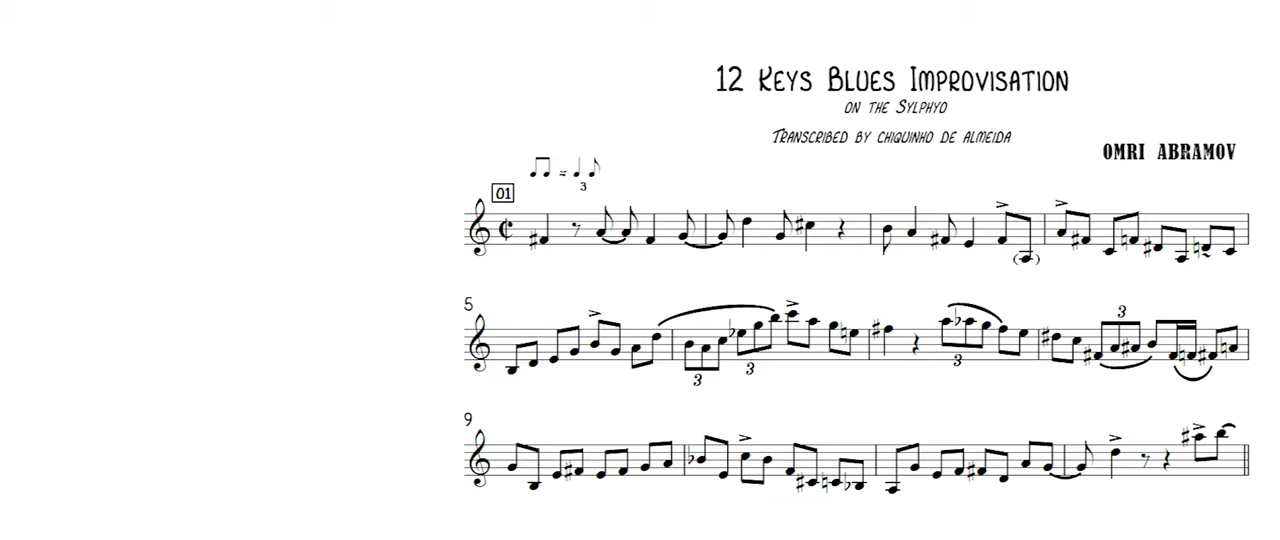 12 Keys Blues Improvisation
on the Sylphyo
Transcribed by Chiquinho de Almeida
OMRI ABRAMOV
3
01
5
3
3
3
3
9